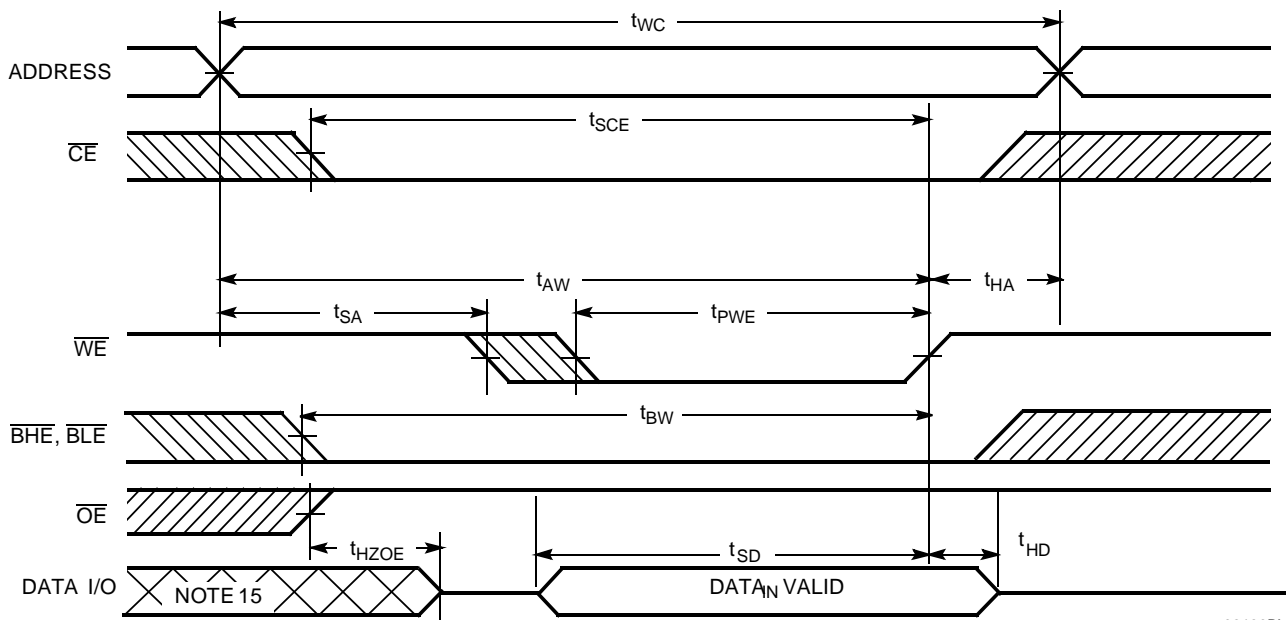 tWC
ADDRESS
tSCE
CE
tAW
tHA
tSA
tPWE
WE
tBW
BHE, BLE
OE
tHZOE
tSD
tHD
DATA I/O
NOTE 15
DATAIN VALID